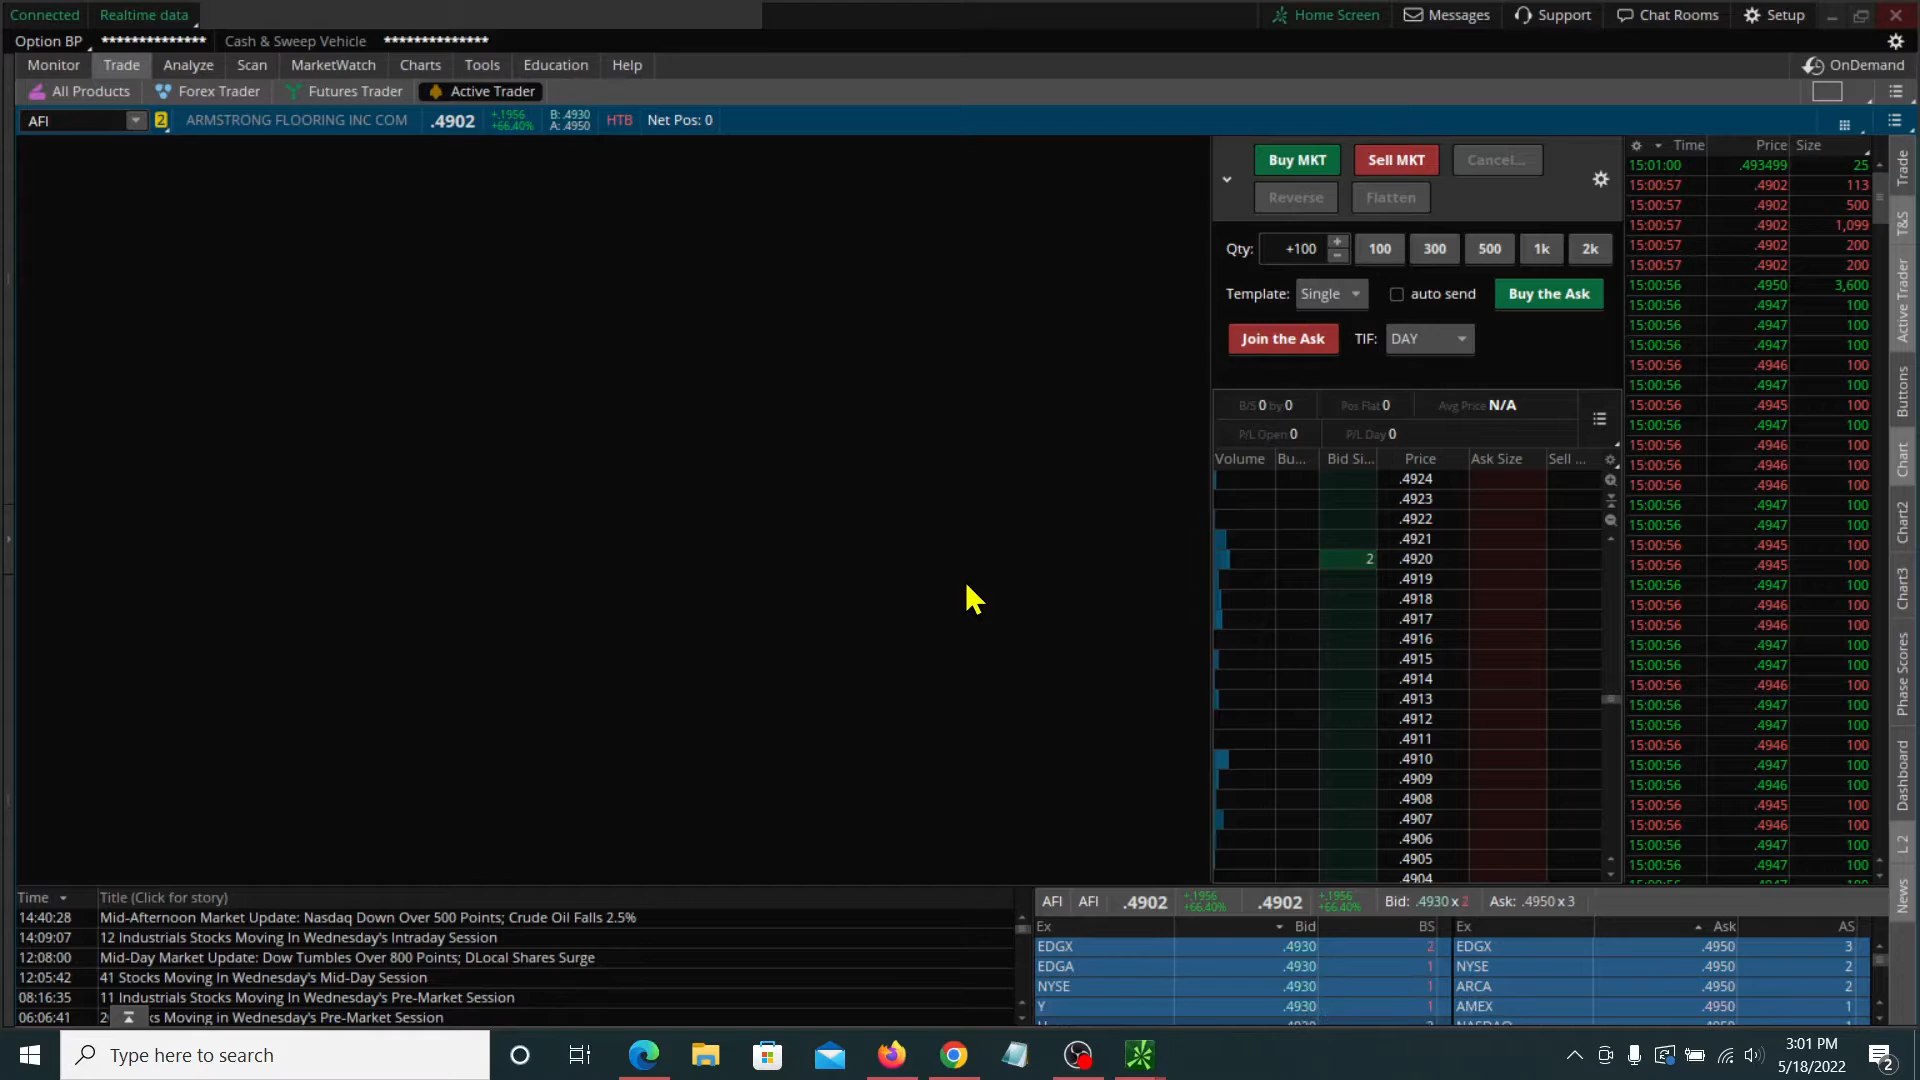 Connected Realtime data Home Screen Messages Support Chat Rooms Setup
Option BP ************** Cash & Sweep Vehicle **************
Monitor Trade Analyze Scan MarketWatch Charts Tools Education Help OnDemand
All Products Forex Trader Futures Trader Active Trader
AFI 2 ARMSTRONG FLOORING INC COM .4902 +.1956 +66.40% B: .4930 A: .4950 HTB Net Pos: 0
Buy MKT Sell MKT Cancel...
Reverse Flatten
Qty: +100 100 300 500 1k 2k
Template: Single auto send Buy the Ask
Join the Ask TIF: DAY
B/S 0 by 0 Pos Flat 0 Avg Price N/A
P/L Open 0 P/L Day 0
Volume Bu... Bid Si... Price Ask Size Sell ...
.4924
.4923
.4922
.4921
2 .4920
.4919
.4918
.4917
.4916
.4915
.4914
.4913
.4912
.4911
.4910
.4909
.4908
.4907
.4906
.4905
.4904
Time Price Size
15:01:00 .493499 25
15:00:57 .4902 113
15:00:57 .4902 500
15:00:57 .4902 1,099
15:00:57 .4902 200
15:00:57 .4902 200
15:00:56 .4950 3,600
15:00:56 .4947 100
15:00:56 .4947 100
15:00:56 .4947 100
15:00:56 .4946 100
15:00:56 .4947 100
15:00:56 .4945 100
15:00:56 .4947 100
15:00:56 .4946 100
15:00:56 .4946 100
15:00:56 .4946 100
15:00:56 .4947 100
15:00:56 .4947 100
15:00:56 .4945 100
15:00:56 .4945 100
15:00:56 .4947 100
15:00:56 .4946 100
15:00:56 .4946 100
15:00:56 .4947 100
15:00:56 .4947 100
15:00:56 .4946 100
15:00:56 .4947 100
15:00:56 .4947 100
15:00:56 .4946 100
15:00:56 .4947 100
15:00:56 .4947 100
15:00:56 .4945 100
15:00:56 .4946 100
15:00:56 .4947 100
15:00:56 .4947 100
Trade
T&S
Active Trader
Buttons
Chart
Chart2
Chart3
Phase Scores
Dashboard
L 2
News
Time Title (Click for story)
14:40:28 Mid-Afternoon Market Update: Nasdaq Down Over 500 Points; Crude Oil Falls 2.5%
14:09:07 12 Industrials Stocks Moving In Wednesday's Intraday Session
12:08:00 Mid-Day Market Update: Dow Tumbles Over 800 Points; DLocal Shares Surge
12:05:42 41 Stocks Moving In Wednesday's Mid-Day Session
08:16:35 11 Industrials Stocks Moving In Wednesday's Pre-Market Session
06:06:41 Moving in Wednesday's Pre-Market Session
AFI AFI .4902 +.1956 +66.40% .4902 +.1956 +66.40% Bid: .4930 x 2 Ask: .4950 x 3
Ex Bid BS Ex Ask AS
EDGX .4930 2 EDGX .4950 3
EDGA .4930 1 NYSE .4950 2
NYSE .4930 1 ARCA .4950 2
Y .4930 1 AMEX .4950 1
Type here to search
3:01 PM
5/18/2022
2